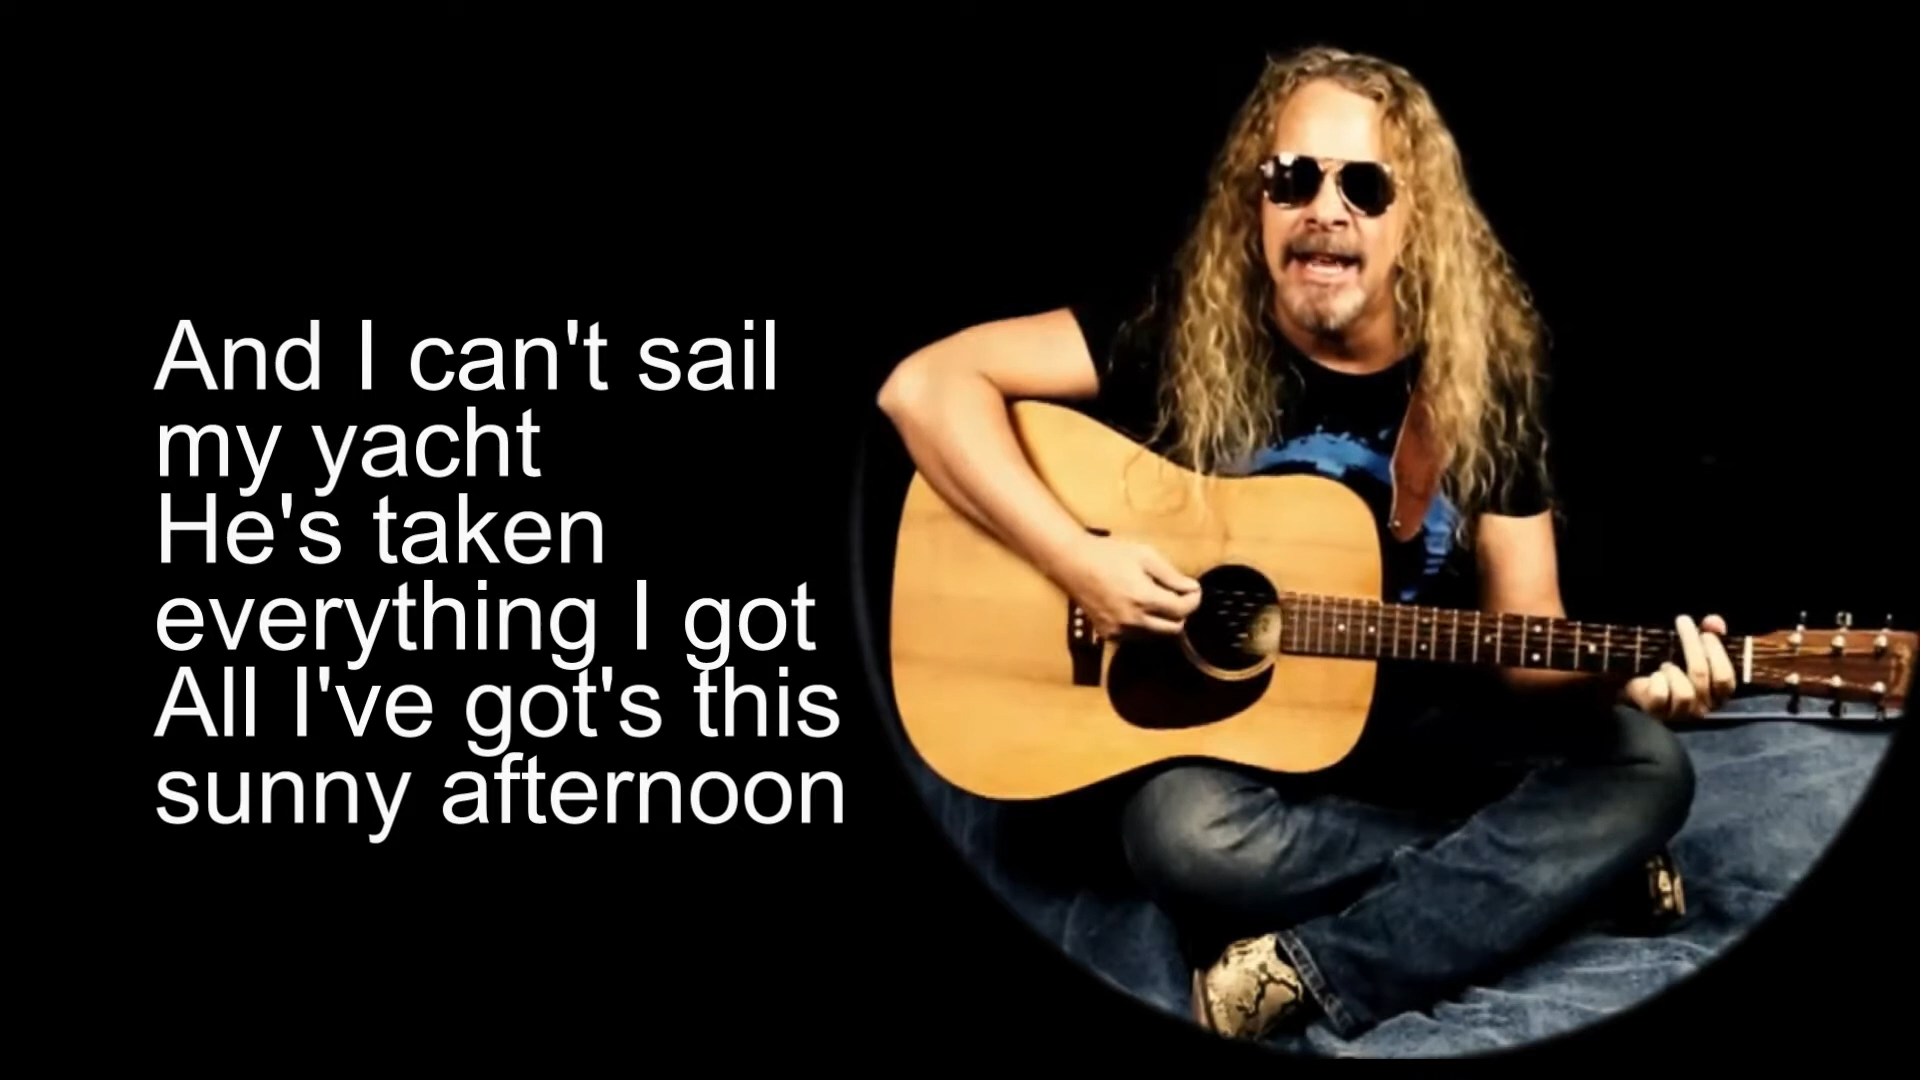 And I can't sail
my yacht
He's taken
everything I got
All I've got's this
sunny afternoon